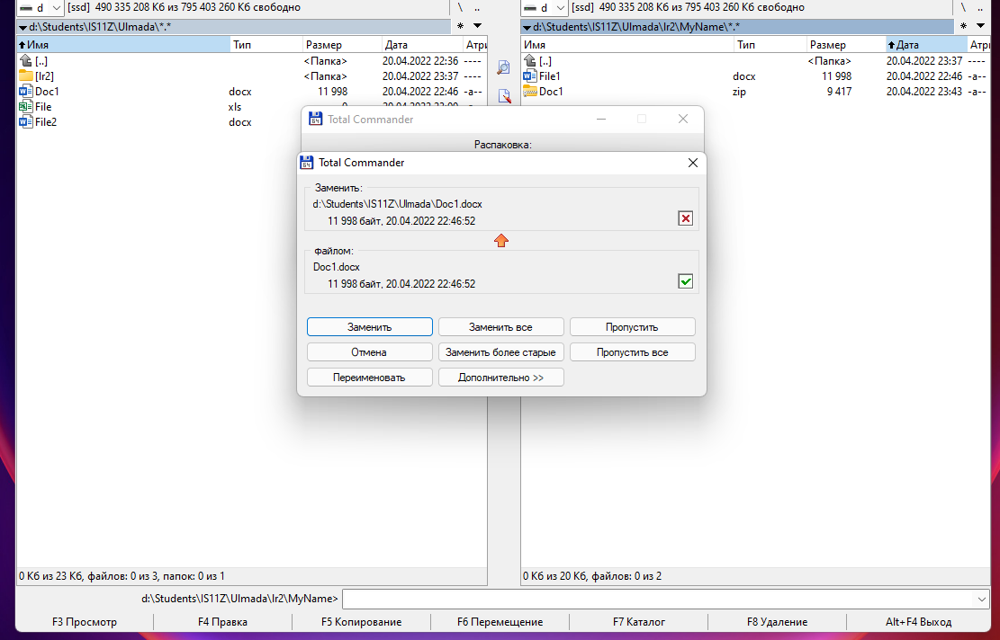 d [ssd] 490 335 208 Кб из 795 403 260 Кб свободно \ ..
d [ssd] 490 335 208 Кб из 795 403 260 Кб свободно \ ..
d:\Students\IS11Z\Ulmada\*.* *
d:\Students\IS11Z\Ulmada\lr2\MyName\*.* *
Имя Тип Размер Дата Атри
[..] <Папка> 20.04.2022 22:36 ----
[lr2] <Папка> 20.04.2022 23:37 ----
Doc1 docx 11 998 20.04.2022 22:46 -a--
File xls
File2 docx
Имя Тип Размер Дата Атри
[..] <Папка> 20.04.2022 23:37 ----
File1 docx 11 998 20.04.2022 22:46 -a--
Doc1 zip 9 417 20.04.2022 23:43 -a--
Total Commander
Распаковка:
Total Commander
Заменить:
d:\Students\IS11Z\Ulmada\Doc1.docx
11 998 байт, 20.04.2022 22:46:52
файлом:
Doc1.docx
11 998 байт, 20.04.2022 22:46:52
Заменить Заменить все Пропустить
Отмена Заменить более старые Пропустить все
Переименовать Дополнительно >>
0 Кб из 23 Кб, файлов: 0 из 3, папок: 0 из 1
0 Кб из 20 Кб, файлов: 0 из 2
d:\Students\IS11Z\Ulmada\lr2\MyName>
F3 Просмотр F4 Правка F5 Копирование F6 Перемещение F7 Каталог F8 Удаление Alt+F4 Выход